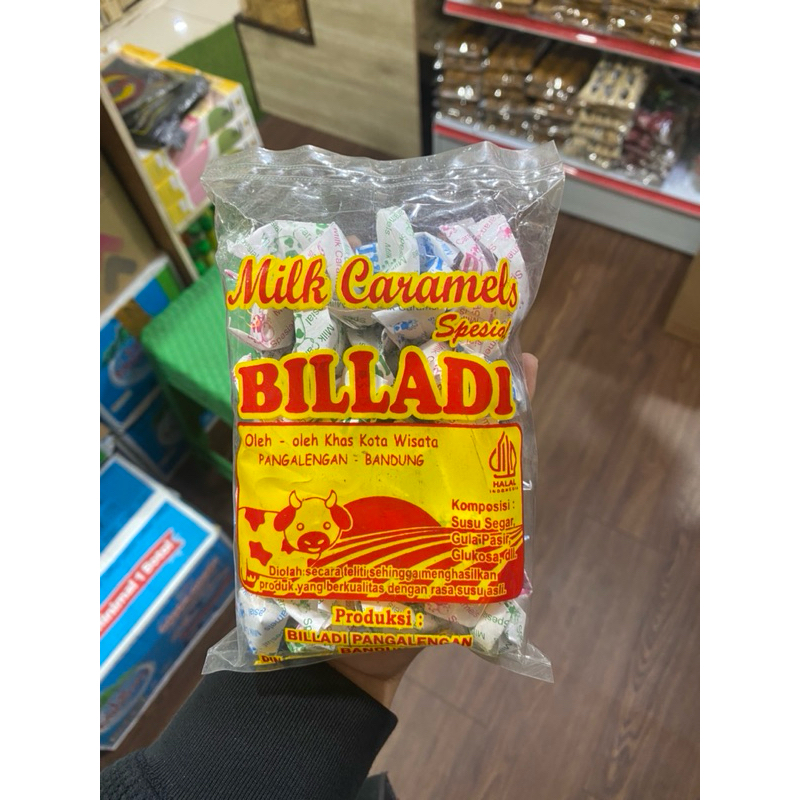 Milk Caramels
Spesial
BILLADI
Oleh - oleh Khas Kota Wisata
PANGALENGAN - BANDUNG
HALAL
INDONESIA
Komposisi :
Susu Segar,
Gula Pasir,
Glukosa, dll.
Diolah secara teliti sehingga menghasilkan
produk yang berkualitas dengan rasa susu asli.
Produksi :
BILLADI PANGALENGAN